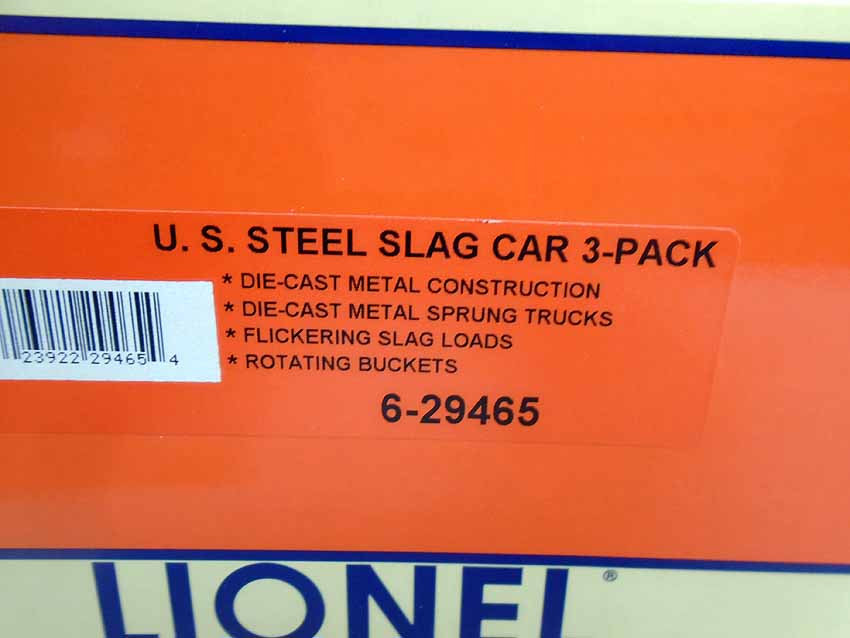 U. S. STEEL SLAG CAR 3-PACK
* DIE-CAST METAL CONSTRUCTION
* DIE-CAST METAL SPRUNG TRUCKS
* FLICKERING SLAG LOADS
* ROTATING BUCKETS
23922 29465 4
6-29465
LIONEL®